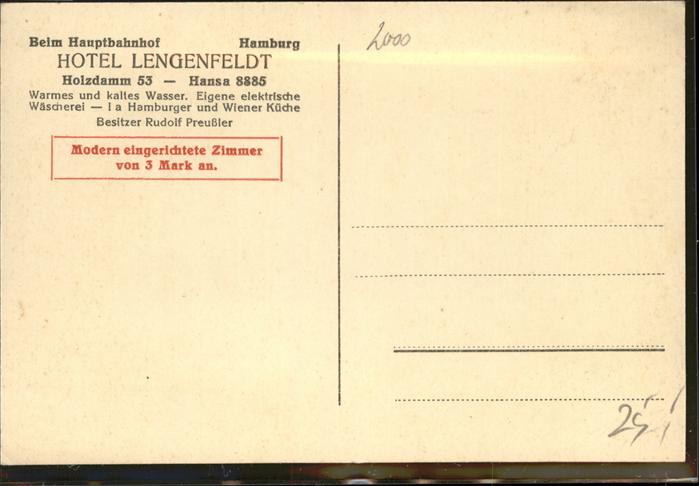 Beim Hauptbahnhof Hamburg
HOTEL LENGENFELDT
Holzdamm 53 — Hansa 8885
Warmes und kaltes Wasser. Eigene elektrische
Wäscherei — I a Hamburger und Wiener Küche
Besitzer Rudolf Preußler
Modern eingerichtete Zimmer
von 3 Mark an.
2000